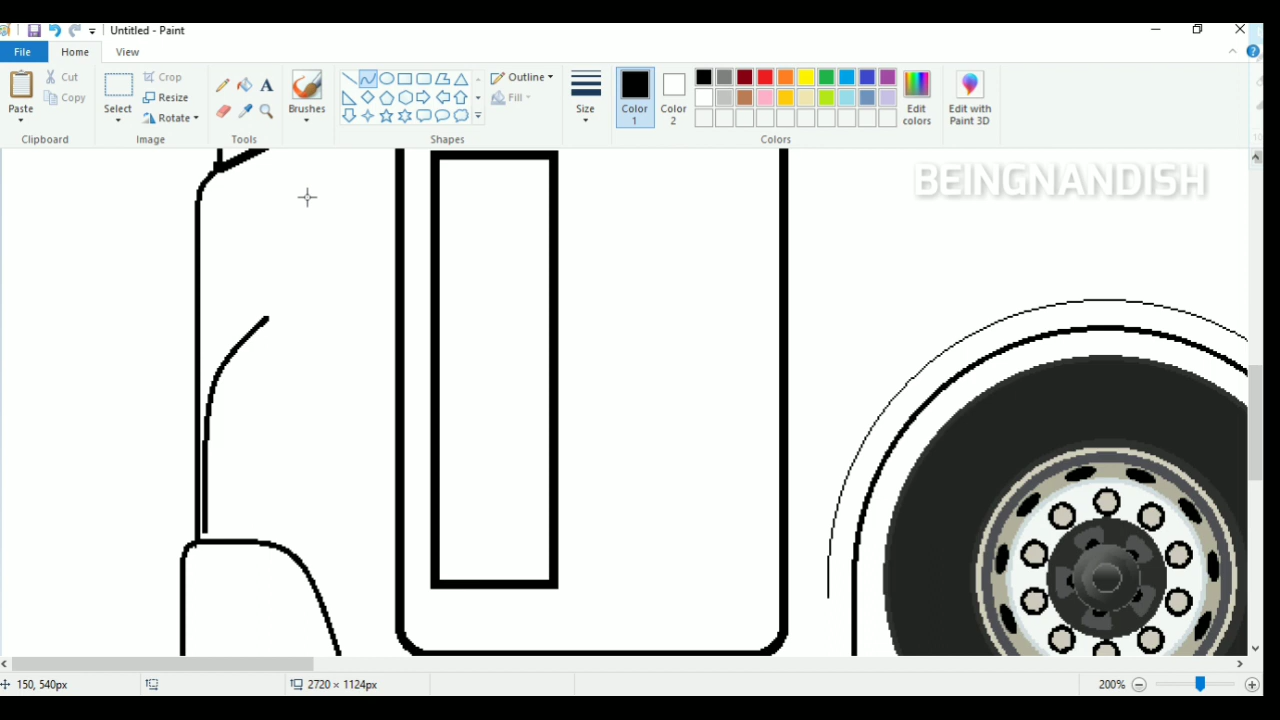 Untitled - Paint
File Home View
Paste
Cut
Copy
Clipboard
Select
Crop
Resize
Rotate
Image
A
Tools
Brushes
Outline
Fill
Shapes
Size
Color 1
Color 2
Edit colors
Edit with Paint 3D
Colors
BEINGNANDISH
150, 540px
2720 × 1124px
200%